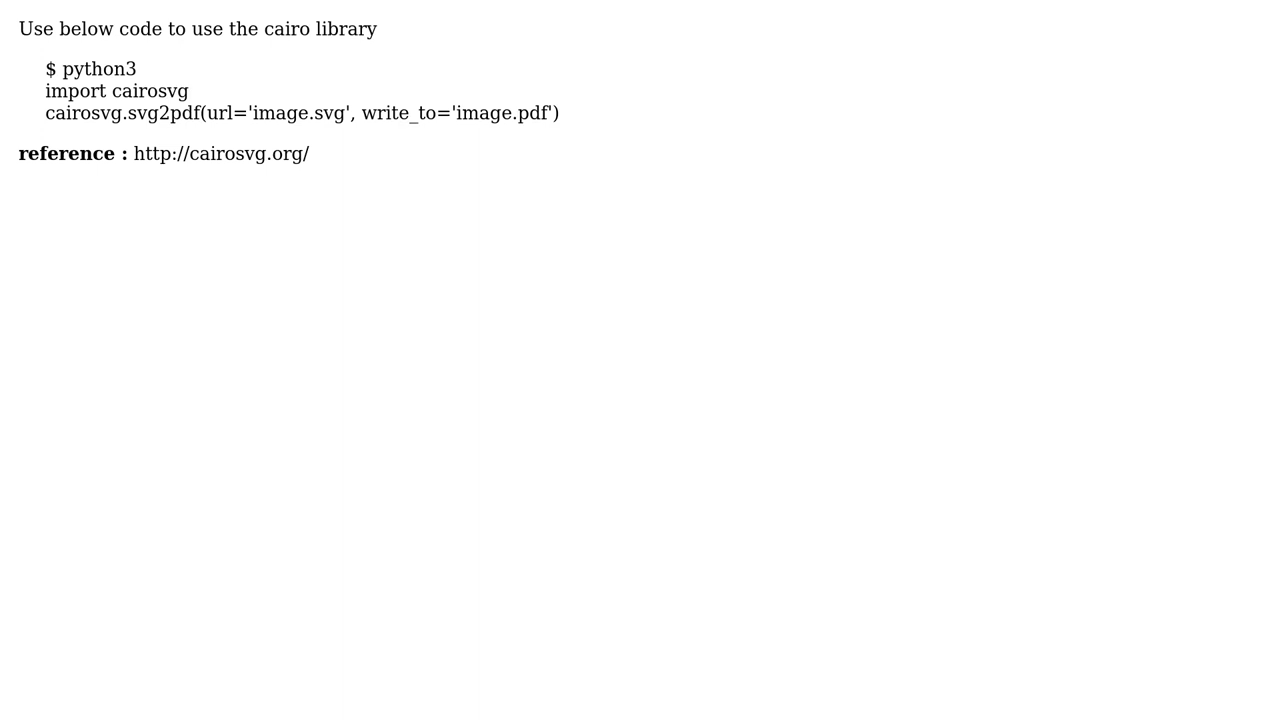 Use below code to use the cairo library
$ python3
import cairosvg
cairosvg.svg2pdf(url='image.svg', write_to='image.pdf')
reference : http://cairosvg.org/